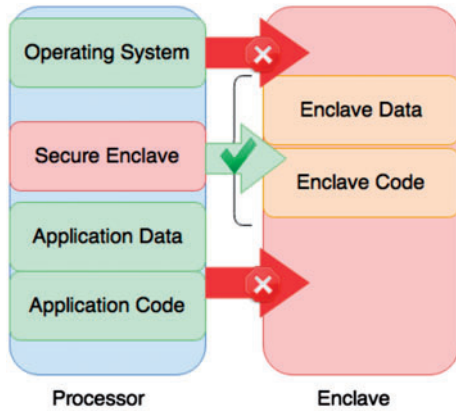 Operating System
Enclave Data
Secure Enclave
Enclave Code
Application Data
Application Code
Processor
Enclave